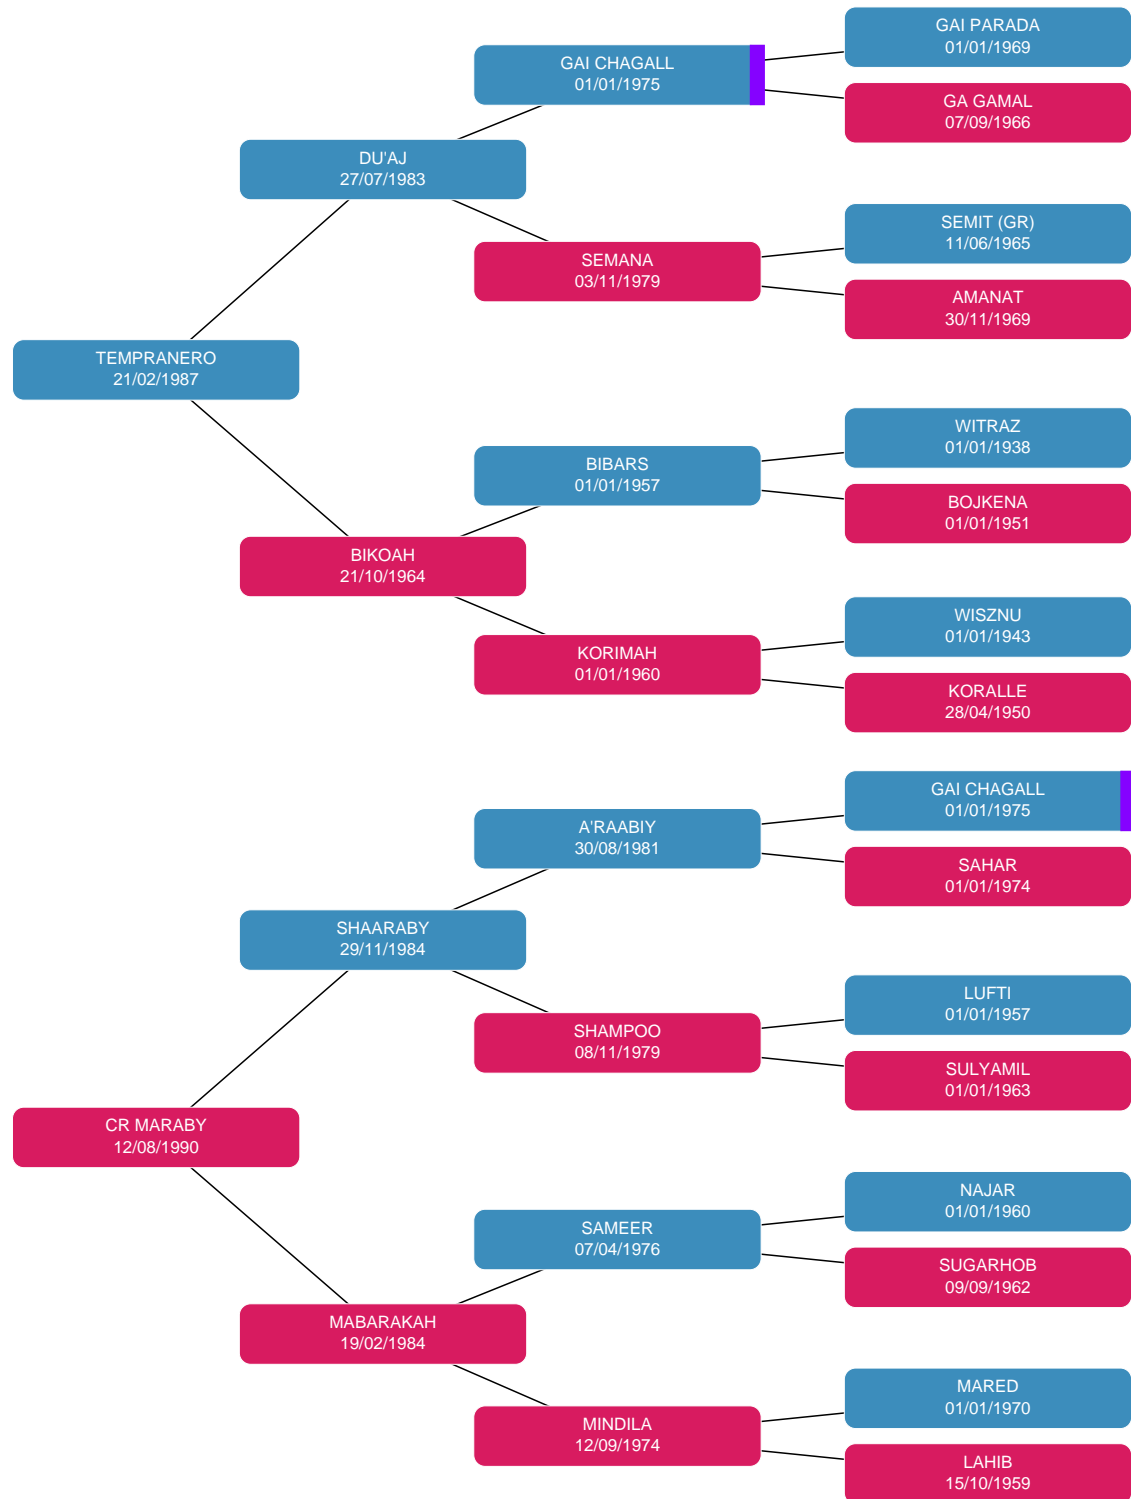 GAI PARADA
01/01/1969
GAI CHAGALL
01/01/1975
GA GAMAL
07/09/1966
DU'AJ
27/07/1983
SEMIT (GR)
11/06/1965
SEMANA
03/11/1979
AMANAT
30/11/1969
TEMPRANERO
21/02/1987
WITRAZ
01/01/1938
BIBARS
01/01/1957
BOJKENA
01/01/1951
BIKOAH
21/10/1964
WISZNU
01/01/1943
KORIMAH
01/01/1960
KORALLE
28/04/1950
GAI CHAGALL
01/01/1975
A'RAABIY
30/08/1981
SAHAR
01/01/1974
SHAARABY
29/11/1984
LUFTI
01/01/1957
SHAMPOO
08/11/1979
SULYAMIL
01/01/1963
CR MARABY
12/08/1990
NAJAR
01/01/1960
SAMEER
07/04/1976
SUGARHOB
09/09/1962
MABARAKAH
19/02/1984
MARED
01/01/1970
MINDILA
12/09/1974
LAHIB
15/10/1959